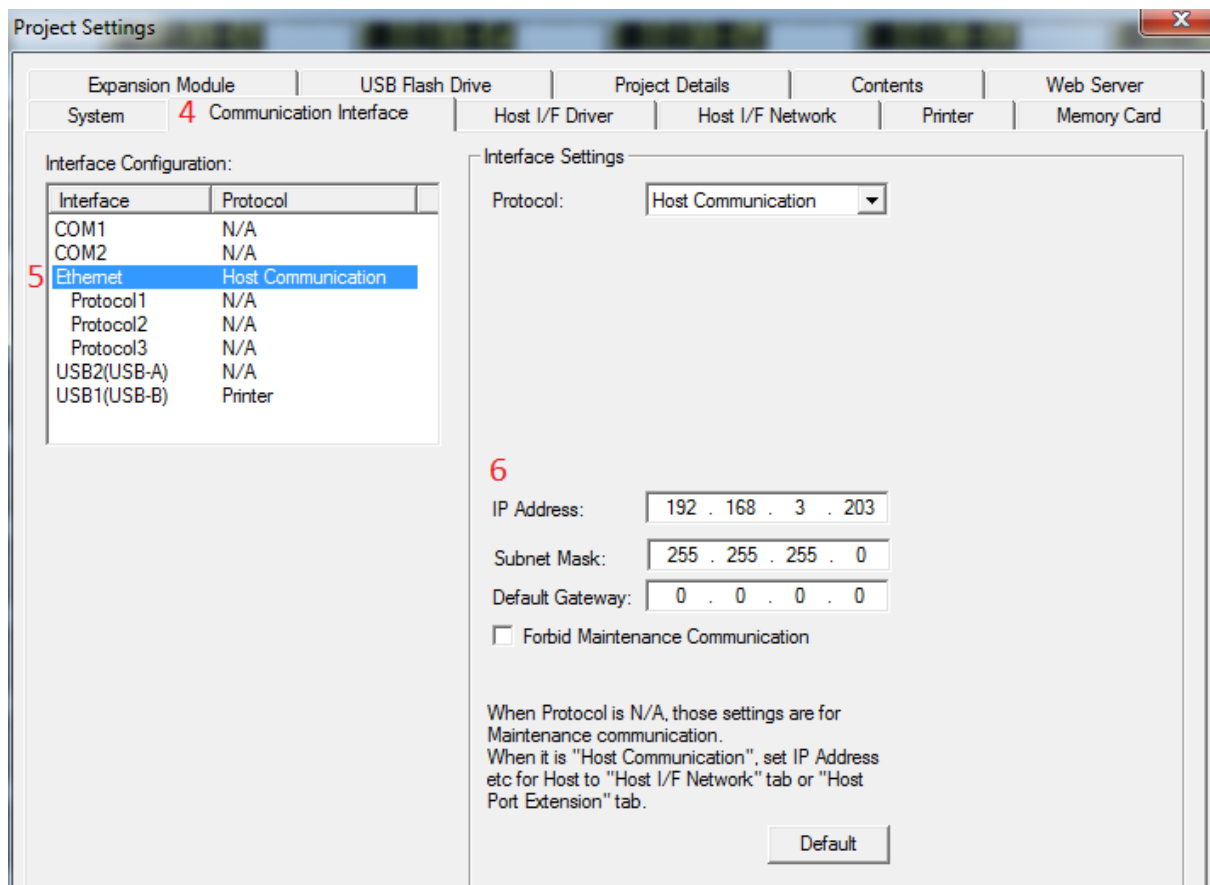 Project Settings
X
Expansion Module USB Flash Drive Project Details Contents Web Server
System 4 Communication Interface Host I/F Driver Host I/F Network Printer Memory Card
Interface Configuration:
Interface Protocol
COM1 N/A
COM2 N/A
5 Ethernet Host Communication
Protocol1 N/A
Protocol2 N/A
Protocol3 N/A
USB2(USB-A) N/A
USB1(USB-B) Printer
Interface Settings
Protocol: Host Communication
6
IP Address: 192 . 168 . 3 . 203
Subnet Mask: 255 . 255 . 255 . 0
Default Gateway: 0 . 0 . 0 . 0
Forbid Maintenance Communication
When Protocol is N/A, those settings are for
Maintenance communication.
When it is "Host Communication", set IP Address
etc for Host to "Host I/F Network" tab or "Host
Port Extension" tab.
Default